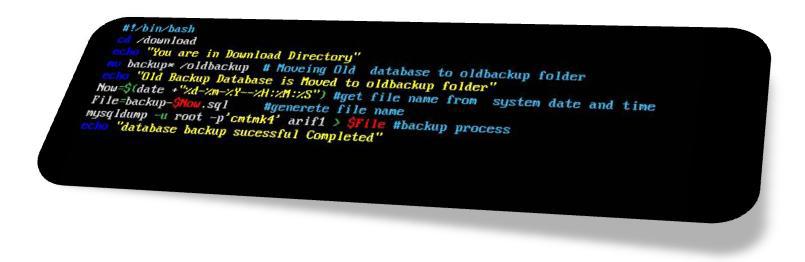 #!/bin/bash
cd /download
echo "You are in Download Directory"
mv backup* /oldbackup # Moveing Old database to oldbackup folder
echo "Old Backup Database is Moved to oldbackup folder"
Now=$(date +"%d-%m-%Y--%H:%M:%S") #get file name from system date and time
File=backup-$Now.sql #generete file name
mysqldump -u root -p'cmtmk4' arif1 > $File #backup process
echo "database backup sucessful Completed"